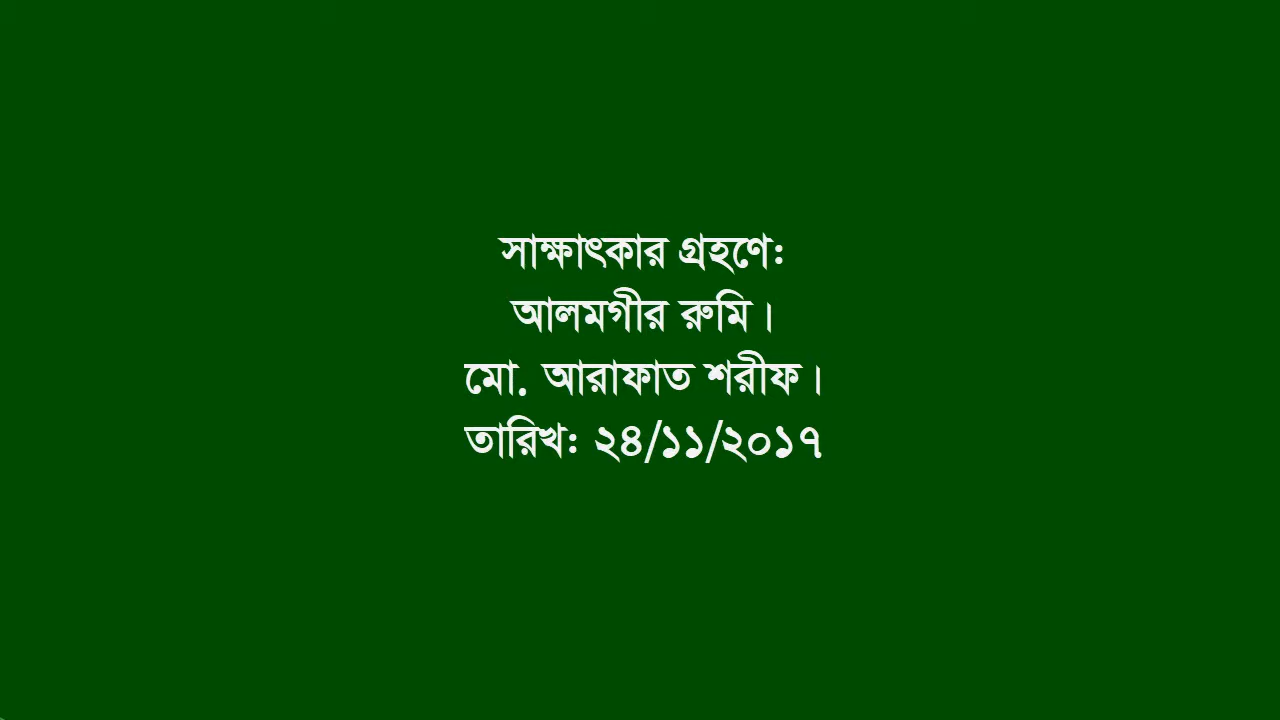 সাক্ষাৎকার গ্রহণে:
আলমগীর রুমি।
মো. আরাফাত শরীফ।
তারিখ: ২৪/১১/২০১৭